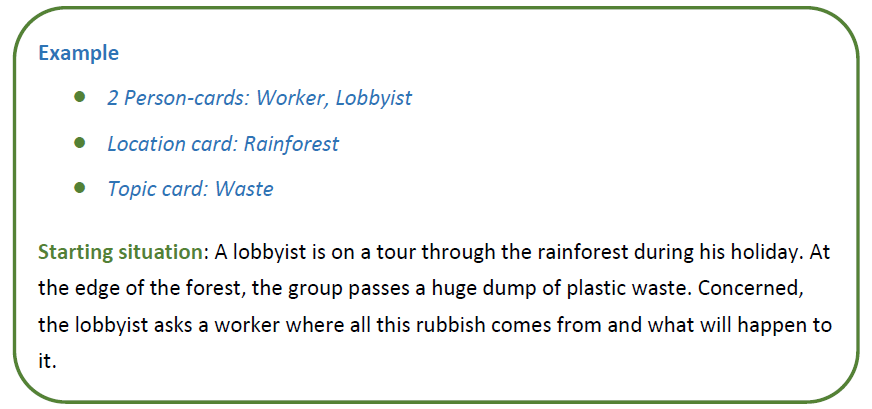 Example
● 2 Person-cards: Worker, Lobbyist
● Location card: Rainforest
● Topic card: Waste
Starting situation: A lobbyist is on a tour through the rainforest during his holiday. At
the edge of the forest, the group passes a huge dump of plastic waste. Concerned,
the lobbyist asks a worker where all this rubbish comes from and what will happen to
it.